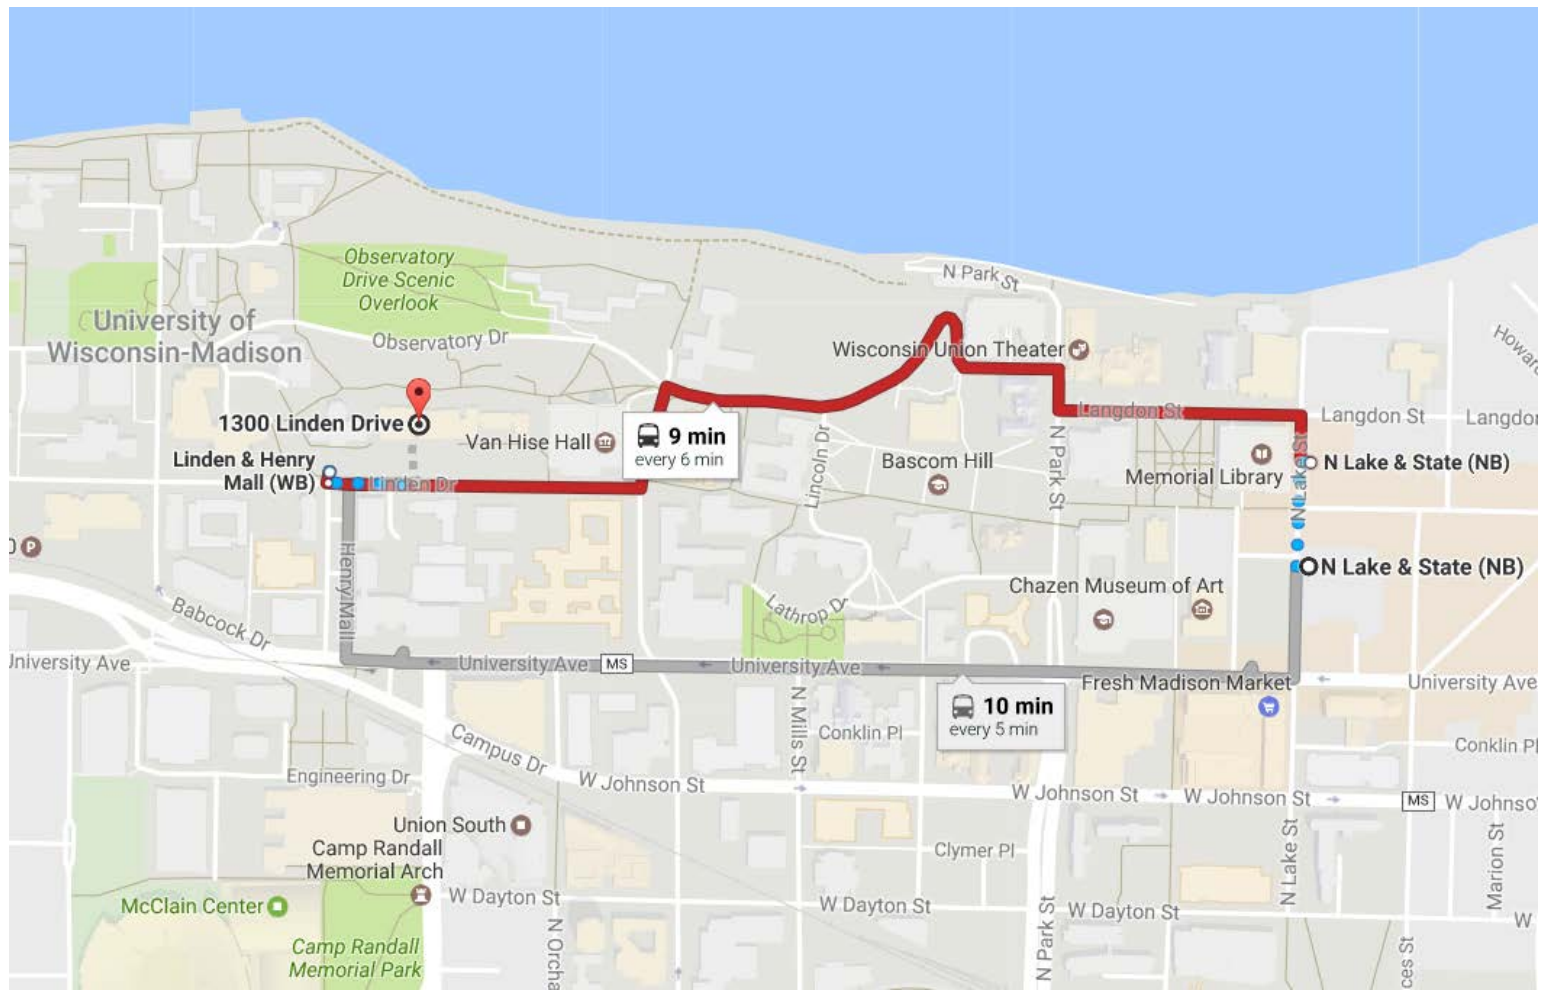 N Park St
Observatory
Drive Scenic
Overlook
University of
Wisconsin-Madison
Observatory Dr
Wisconsin Union Theater
1300 Linden Drive
Langdon St
Langdon St
Van Hise Hall
9 min
every 6 min
Linden & Henry
Mall (WB)
Linden Dr
Lincoln Dr
Bascom Hill
N Park St
Memorial Library
N Lake St
N Lake & State (NB)
P
Henry Mall
N Lake & State (NB)
Chazen Museum of Art
Lathrop Dr
Babcock Dr
University Ave
University Ave
MS
University Ave
Fresh Madison Market
University Ave
10 min
every 5 min
N Mills St
Conklin Pl
Campus Dr
Engineering Dr
W Johnson St
W Johnson St
W Johnson St
MS
W Johnso
Union South
Camp Randall
Memorial Arch
Clymer Pl
N Lake St
Marion St
McClain Center
W Dayton St
W Dayton St
W Dayton St
W
Camp Randall
Memorial Park
N Orcha
N Park St
ces St